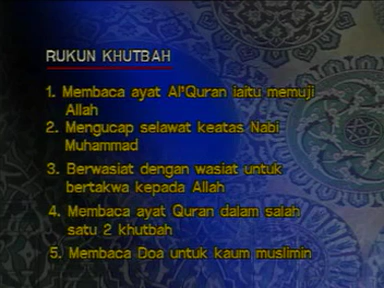 RUKUN KHUTBAH
1. Membaca ayat Al'Quran iaitu memuji
Allah
2. Mengucap selawat keatas Nabi
Muhammad
3. Berwasiat dengan wasiat untuk
bertakwa kepada Allah
4. Membaca ayat Quran dalam salah
satu 2 khutbah
5. Membaca Doa untuk kaum muslimin